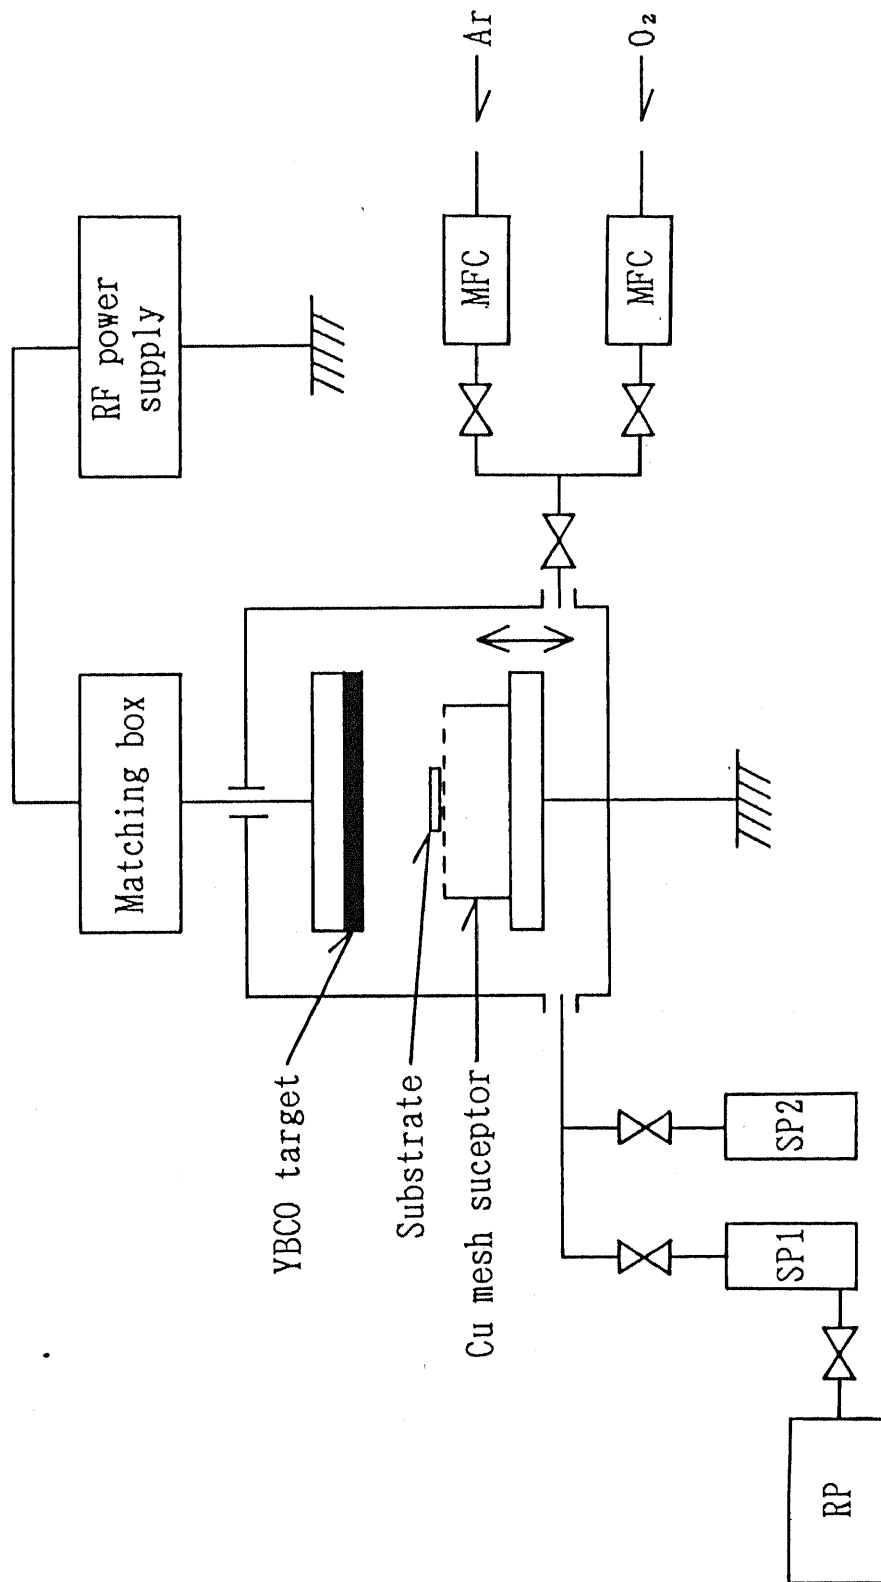 Matching box
RF power
supply
YBCO target
Substrate
Cu mesh suceptor
MFC
Ar
MFC
O₂
SP1
SP2
RP